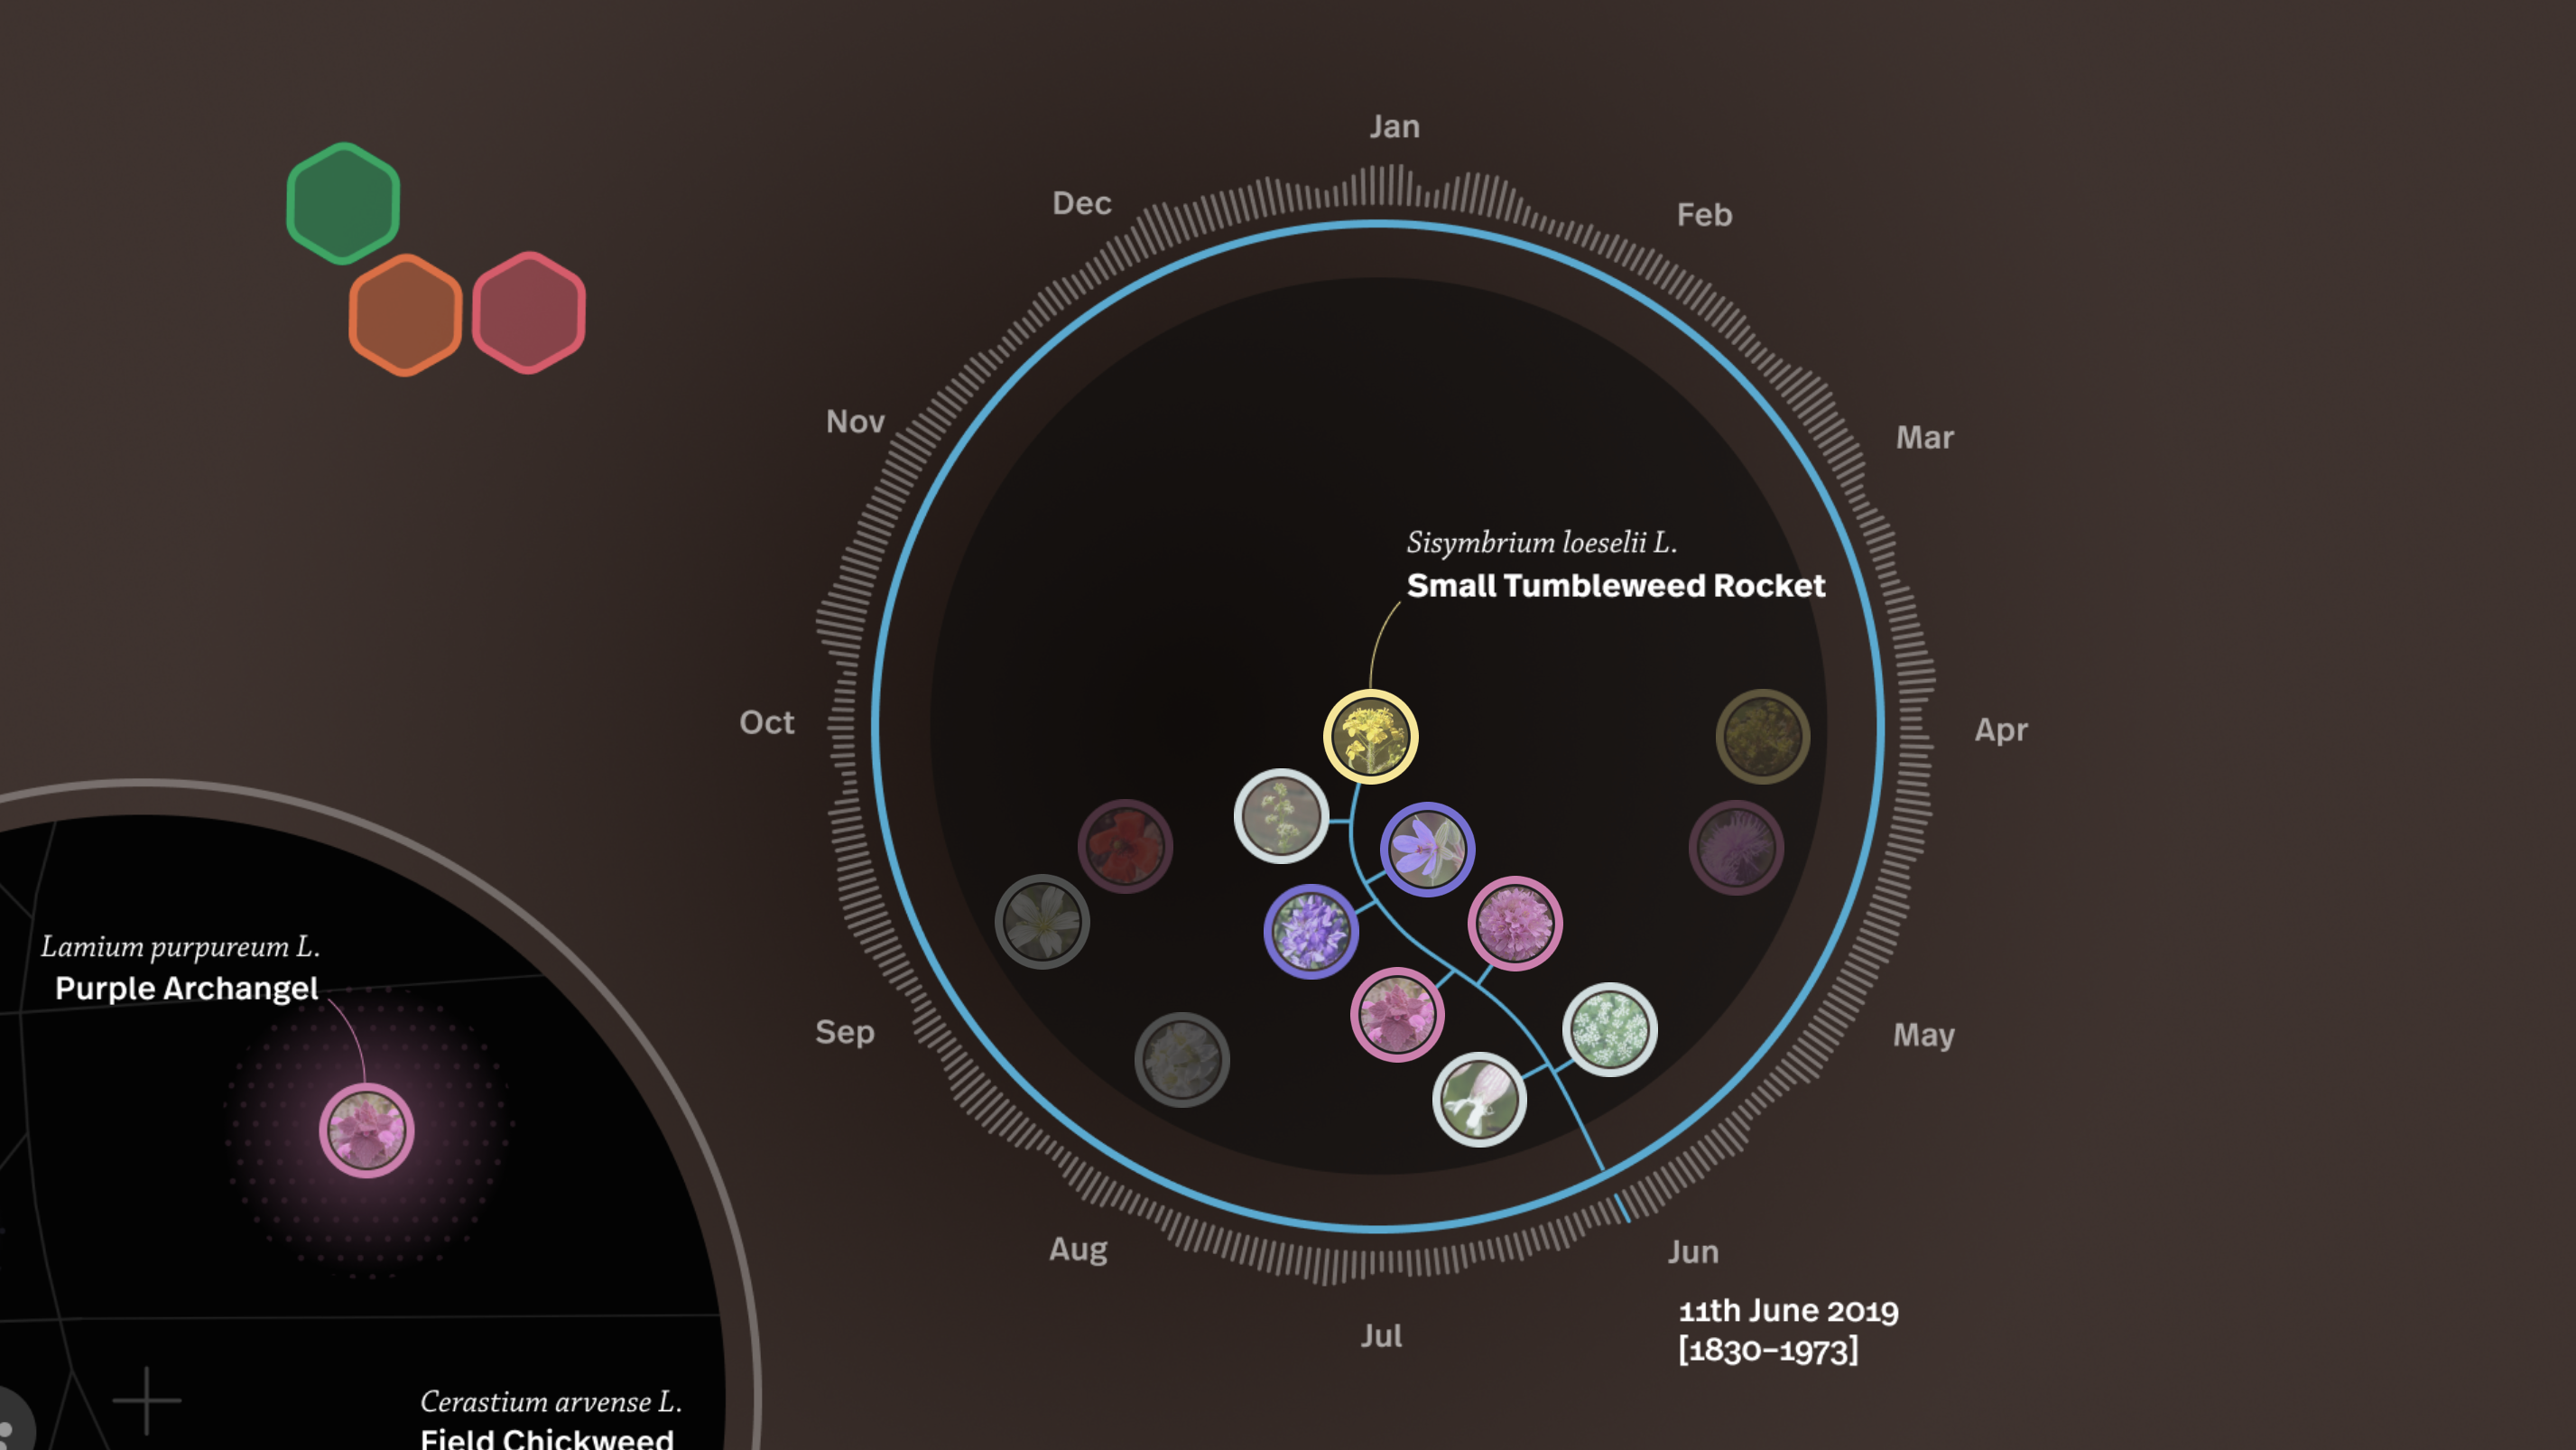 Jan
Feb
Mar
Apr
May
Jun
Jul
Aug
Sep
Oct
Nov
Dec
Sisymbrium loeselii L.
Small Tumbleweed Rocket
Lamium purpureum L.
Purple Archangel
11th June 2019
[1830–1973]
Cerastium arvense L.
Field Chickweed